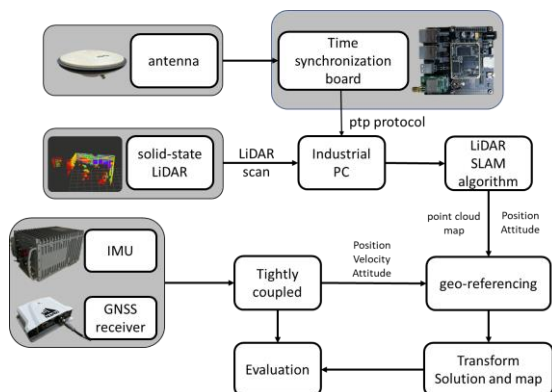 antenna
Time
synchronization
board
ptp protocol
solid-state
LiDAR
LiDAR
scan
Industrial
PC
LiDAR
SLAM
algorithm
point cloud
map
Position
Attitude
IMU
GNSS
receiver
Tightly
coupled
Position
Velocity
Attitude
geo-referencing
Evaluation
Transform
Solution and map